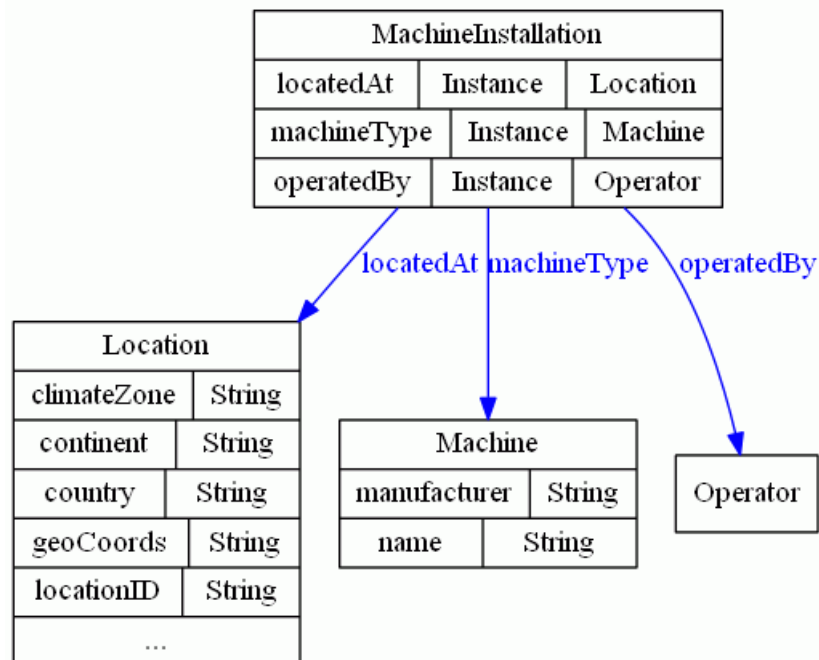 MachineInstallation
locatedAt Instance Location
machineType Instance Machine
operatedBy Instance Operator
locatedAt machineType operatedBy
Location
climateZone String
continent String
country String
geoCoords String
locationID String
...
Machine
manufacturer String
name String
Operator